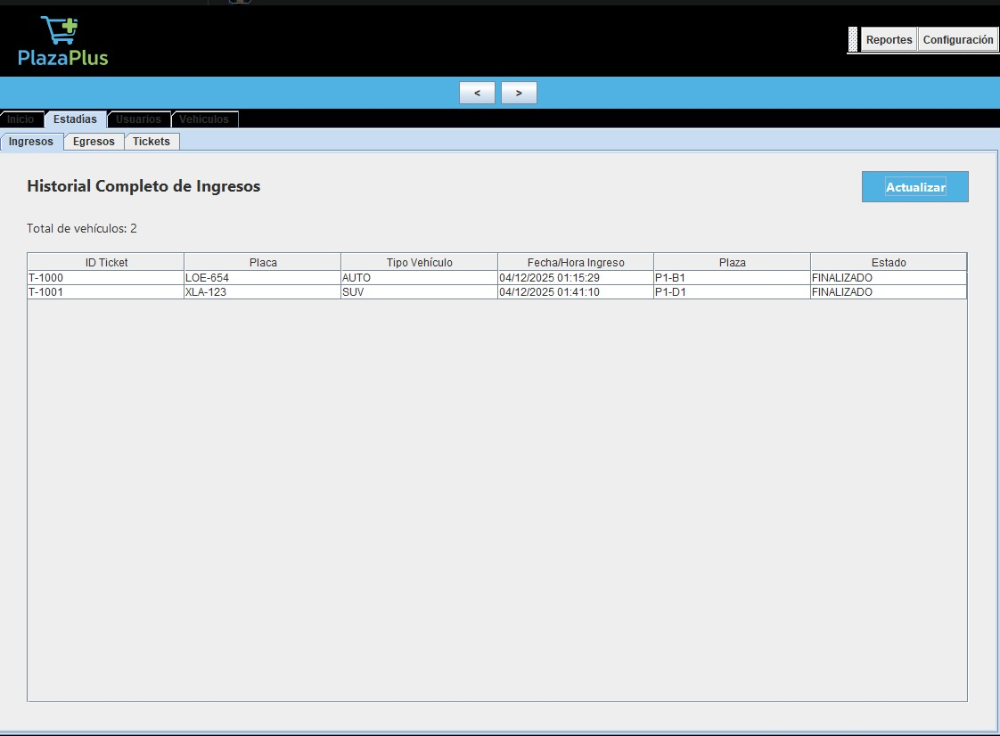 PlazaPlus
Reportes Configuración
< >
Inicio Estadías Usuarios Vehículos
Ingresos Egresos Tickets
Historial Completo de Ingresos
Actualizar
Total de vehículos: 2
ID Ticket Placa Tipo Vehículo Fecha/Hora Ingreso Plaza Estado
T-1000 LOE-654 AUTO 04/12/2025 01:15:29 P1-B1 FINALIZADO
T-1001 XLA-123 SUV 04/12/2025 01:41:10 P1-D1 FINALIZADO